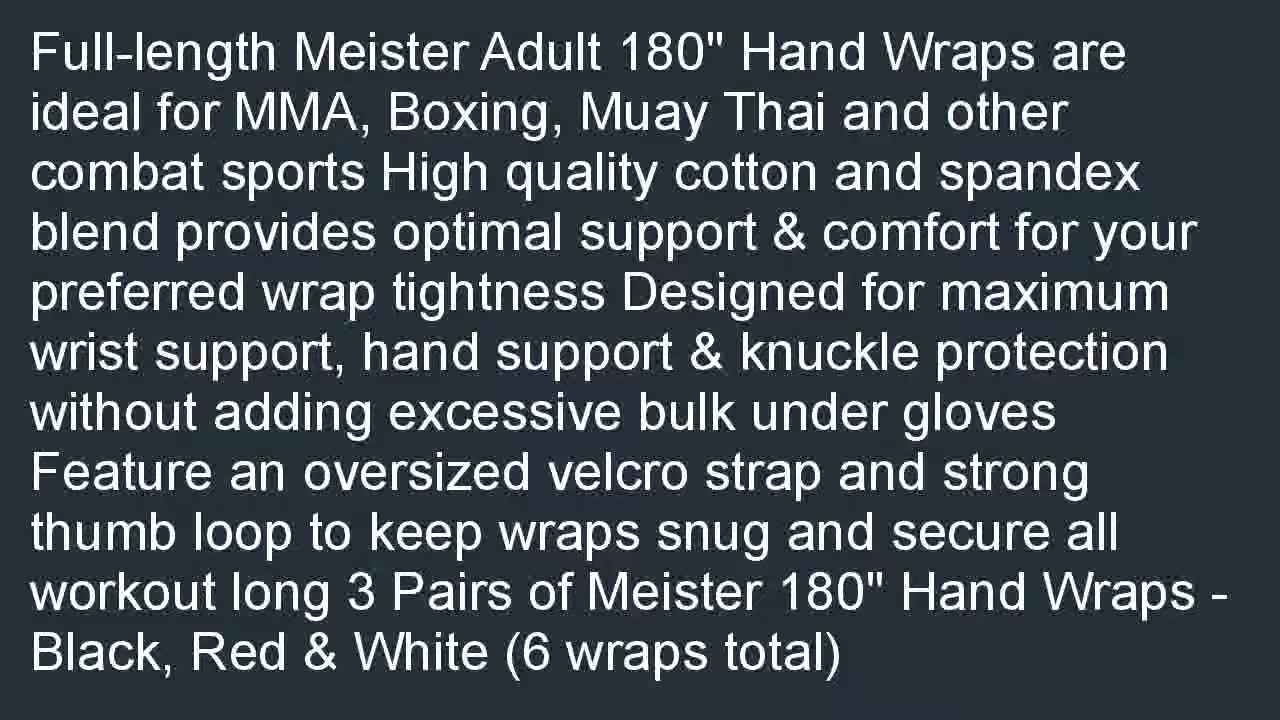 Full-length Meister Adult 180" Hand Wraps are
ideal for MMA, Boxing, Muay Thai and other
combat sports High quality cotton and spandex
blend provides optimal support & comfort for your
preferred wrap tightness Designed for maximum
wrist support, hand support & knuckle protection
without adding excessive bulk under gloves
Feature an oversized velcro strap and strong
thumb loop to keep wraps snug and secure all
workout long 3 Pairs of Meister 180" Hand Wraps -
Black, Red & White (6 wraps total)